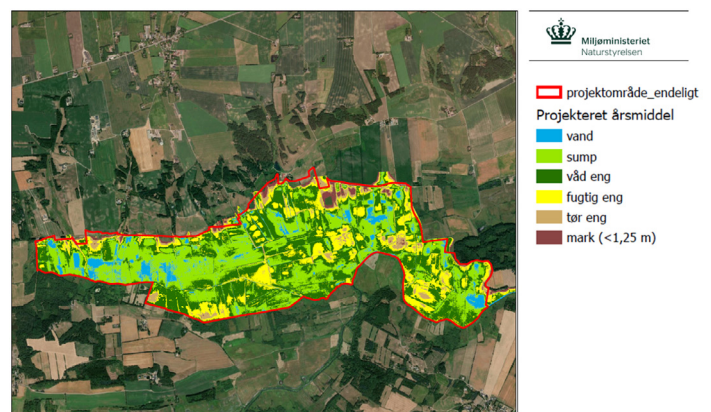 Miljøministeriet
Naturstyrelsen
projektområde_endeligt
Projekteret årsmiddel
vand
sump
våd eng
fugtig eng
tør eng
mark (<1,25 m)